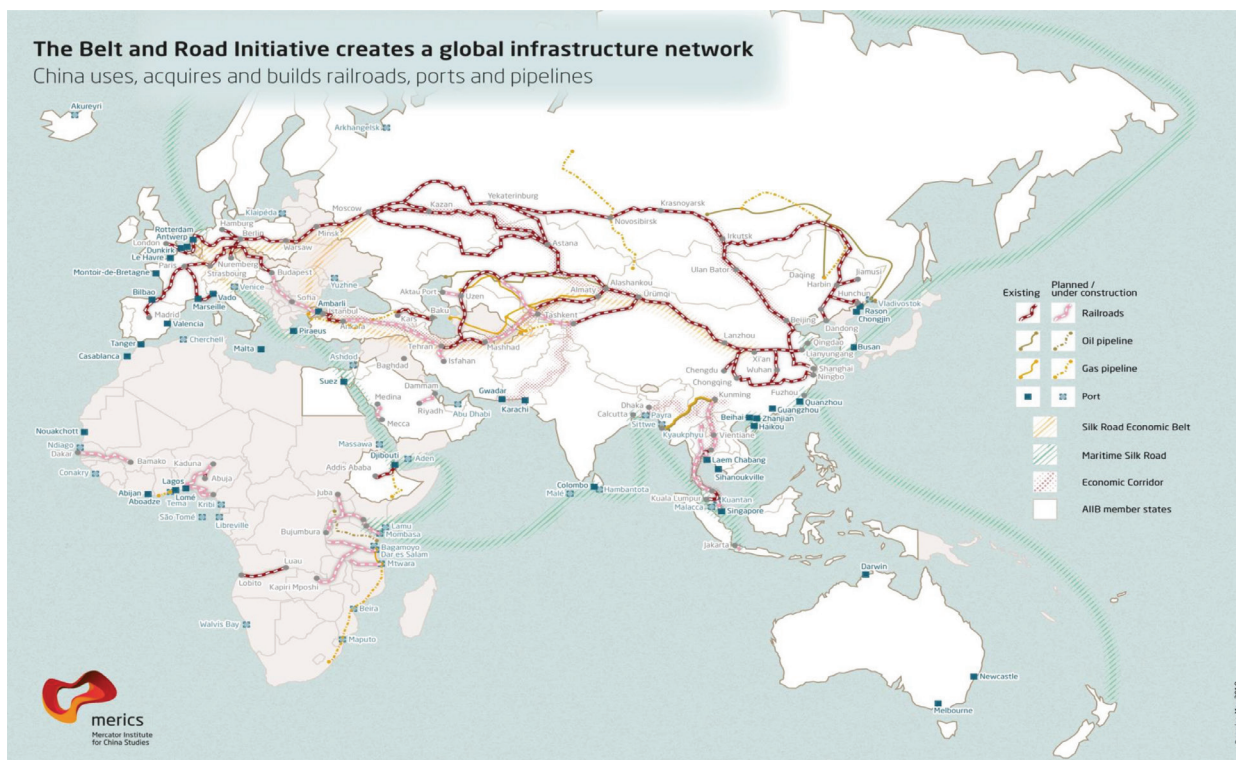 The Belt and Road Initiative creates a global infrastructure network
China uses, acquires and builds railroads, ports and pipelines
Akureyri
Arkhangelsk
Klaipėda
Hamburg
Rotterdam
Antwerp
London
Dunkirk
Le Havre
Paris
Berlin
Warsaw
Minsk
Moscow
Kazan
Yekaterinburg
Novosibirsk
Krasnoyarsk
Irkutsk
Astana
Montoir-de-Bretagne
Strasbourg
Nuremberg
Budapest
Venice
Yuzhne
Bilbao
Madrid
Vado
Marseille
Valencia
Sofia
Ambarli
Istanbul
Ankara
Piraeus
Kars
Baku
Aktau Port
Uzen
Tashkent
Almaty
Alashankou
Ürümqi
Ulan Bator
Daqing
Harbin
Jiamusi
Hunchun
Vladivostok
Rason
Chongjin
Dandong
Beijing
Qingdao
Lianyungang
Busan
Lanzhou
Xi'an
Wuhan
Shanghai
Ningbo
Chengdu
Chongqing
Fuzhou
Quanzhou
Guangzhou
Kunming
Beihai
Zhanjian
Haikou
Tanger
Casablanca
Cherchell
Malta
Ashdod
Suez
Baghdad
Tehran
Isfahan
Mashhad
Dammam
Medina
Riyadh
Mecca
Abu Dhabi
Gwadar
Karachi
Dhaka
Calcutta
Payra
Sittwe
Kyaukphyu
Vientiane
Laem Chabang
Sihanoukville
Kuala Lumpur
Kuantan
Malacca
Singapore
Jakarta
Colombo
Hambantota
Malé
Nouakchott
Ndiago
Dakar
Bamako
Conakry
Kaduna
Abuja
Lagos
Abijan
Aboadze
Tema
Lomé
Kribi
São-Tomé
Libreville
Massawa
Djibouti
Aden
Addis Ababa
Juba
Bujumbura
Lamu
Mombasa
Bagamoyo
Dar es Salam
Mtwara
Luau
Lobito
Kapiri Mposhi
Beira
Walvis Bay
Maputo
Darwin
Newcastle
Melbourne
Existing
Planned /
under construction
Railroads
Oil pipeline
Gas pipeline
Port
Silk Road Economic Belt
Maritime Silk Road
Economic Corridor
AIIB member states
merics
Mercator Institute
for China Studies